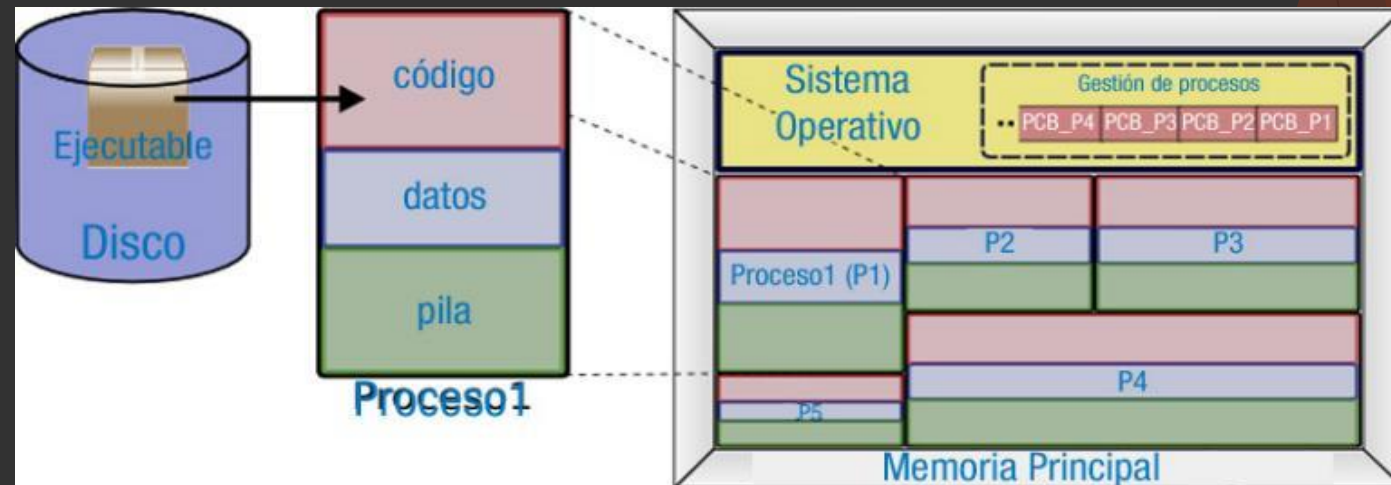 Ejecutable
Disco
código
datos
pila
Proceso1
Sistema
Operativo
Gestión de procesos
•• PCB_P4 PCB_P3 PCB_P2 PCB_P1
Proceso1 (P1)
P2
P3
P4
P5
Memoria Principal